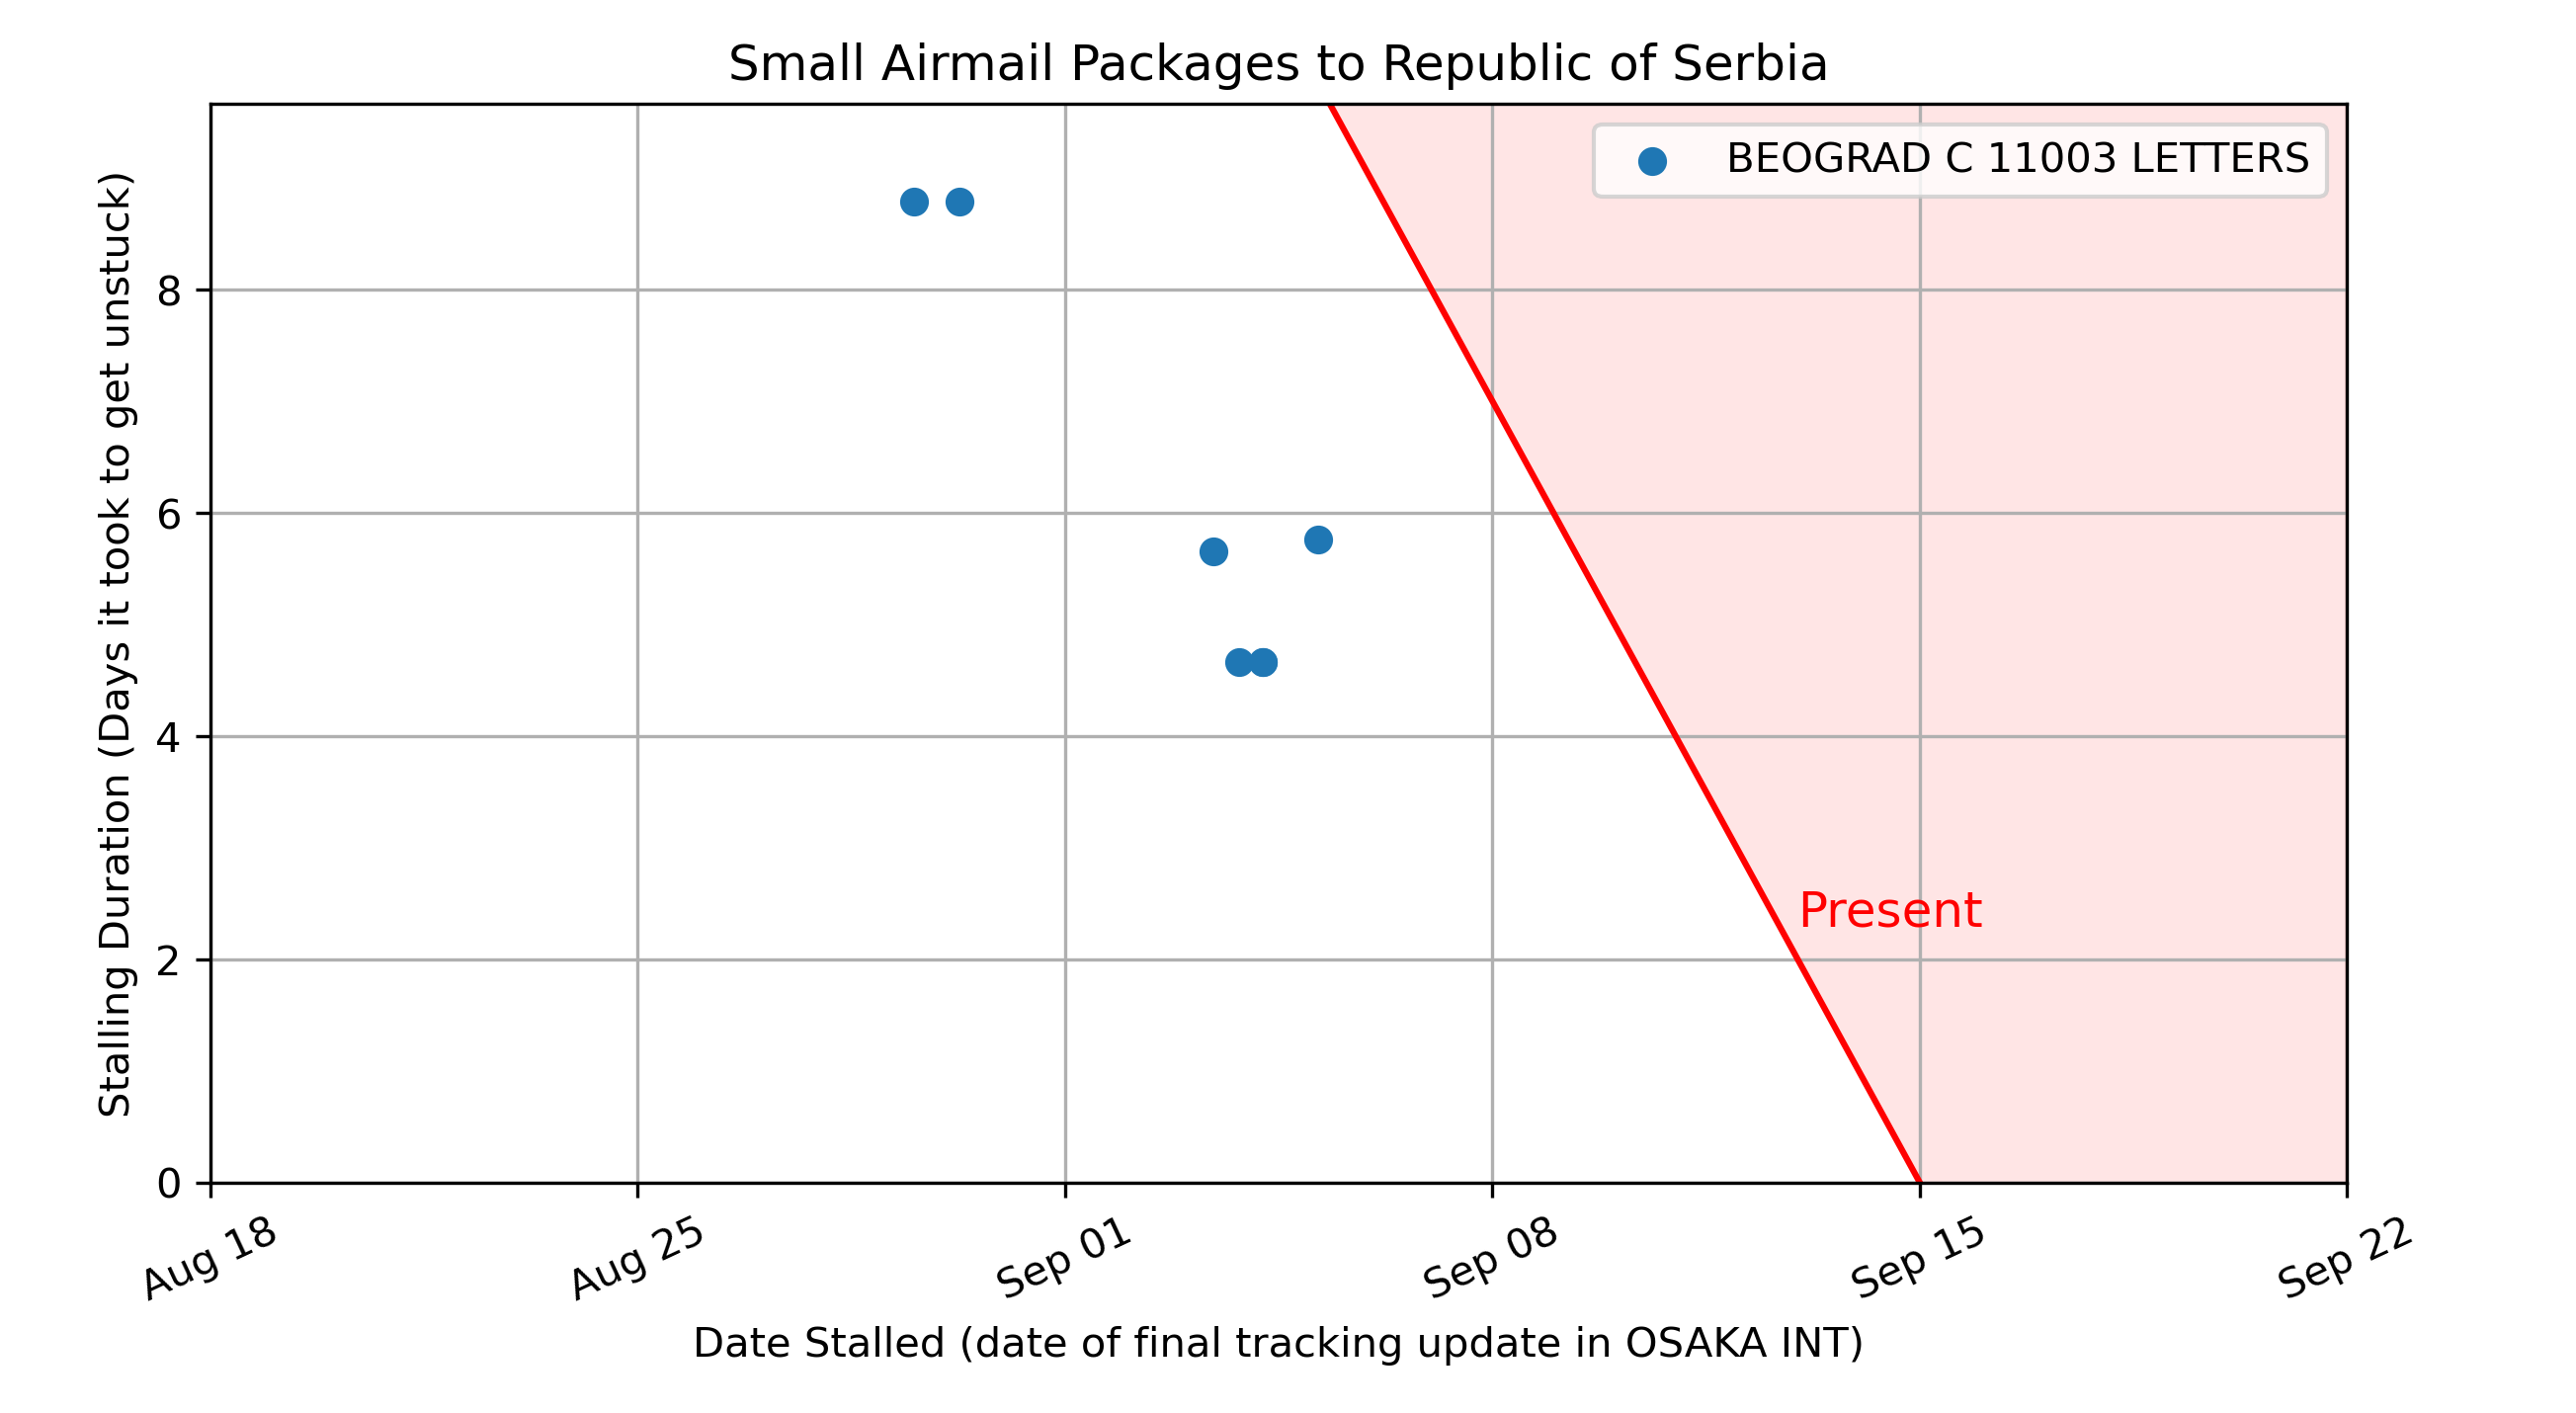 Small Airmail Packages to Republic of Serbia
BEOGRAD C 11003 LETTERS
Stalling Duration (Days it took to get unstuck)
8
6
4
2
0
Present
Aug 18
Aug 25
Sep 01
Sep 08
Sep 15
Sep 22
Date Stalled (date of final tracking update in OSAKA INT)